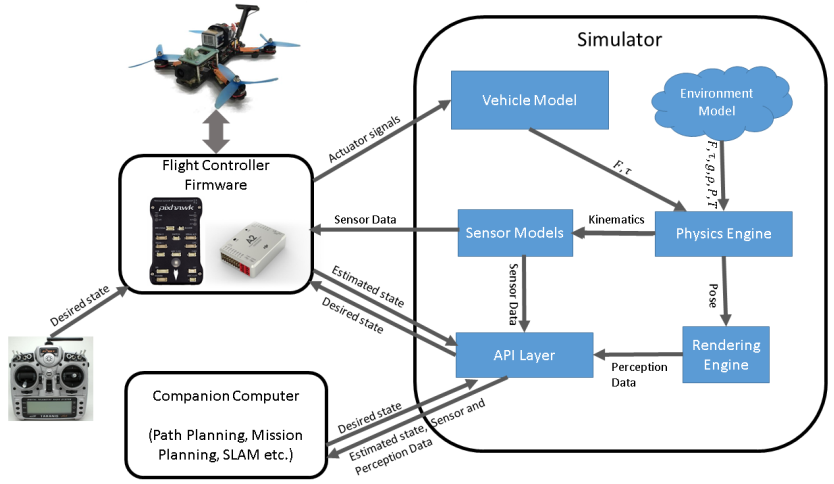 Simulator
Vehicle Model
Environment
Model
Actuator signals
F,τ
F,τ,g,ρ,P,T
Flight Controller
Firmware
pixhawk
A2
Sensor Data
Sensor Models
Kinematics
Physics Engine
Estimated state
Desired state
Sensor Data
Pose
Desired state
API Layer
Perception
Data
Rendering
Engine
Companion Computer
(Path Planning, Mission
Planning, SLAM etc.)
Desired state
Estimated state, Sensor and
Perception Data